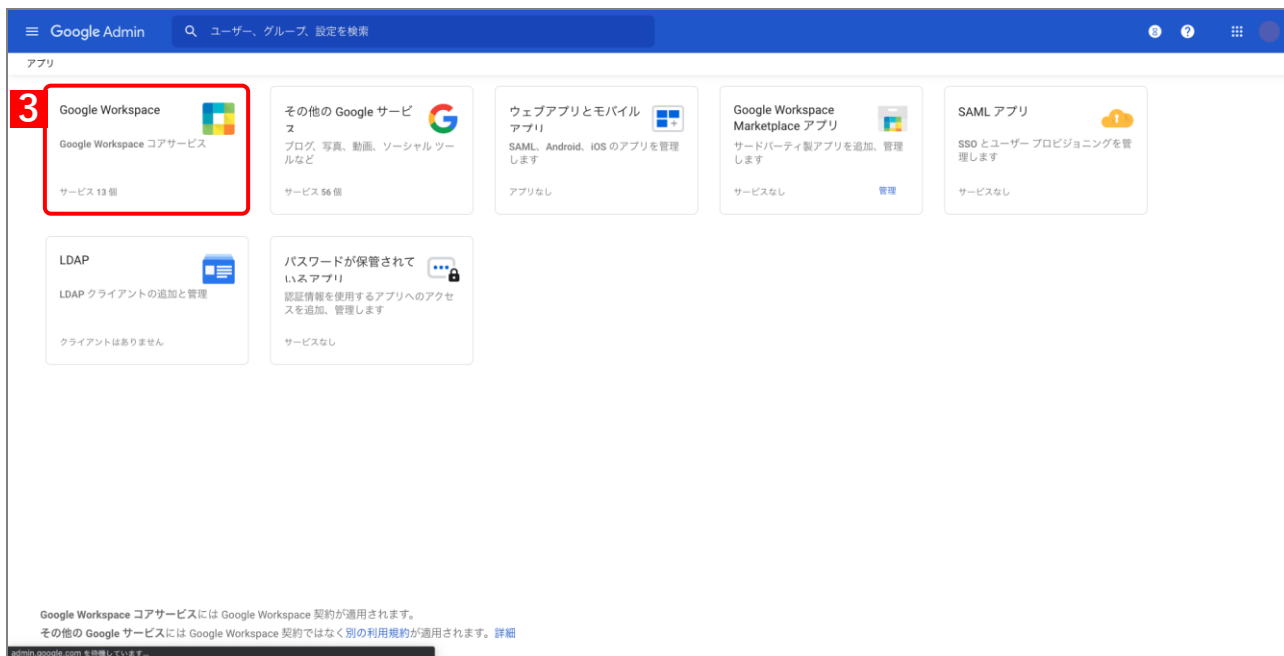 Google Admin
ユーザー、グループ、設定を検索
8
?
アプリ
3
Google Workspace
Google Workspace コアサービス
サービス 13 個
その他の Google サービ
ス
ブログ、写真、動画、ソーシャル ツー
ルなど
サービス 56 個
ウェブアプリとモバイル
アプリ
SAML、Android、iOS のアプリを管理
します
アプリなし
Google Workspace
Marketplace アプリ
サードパーティ製アプリを追加、管理
します
サービスなし
管理
SAML アプリ
SSO とユーザー プロビジョニングを管
理します
サービスなし
LDAP
LDAP クライアントの追加と管理
クライアントはありません
パスワードが保管されて
いるアプリ
認証情報を使用するアプリへのアクセ
スを追加、管理します
サービスなし
Google Workspace コアサービスには Google Workspace 契約が適用されます。
その他の Google サービスには Google Workspace 契約ではなく別の利用規約が適用されます。詳細
admin.google.com を待機しています...